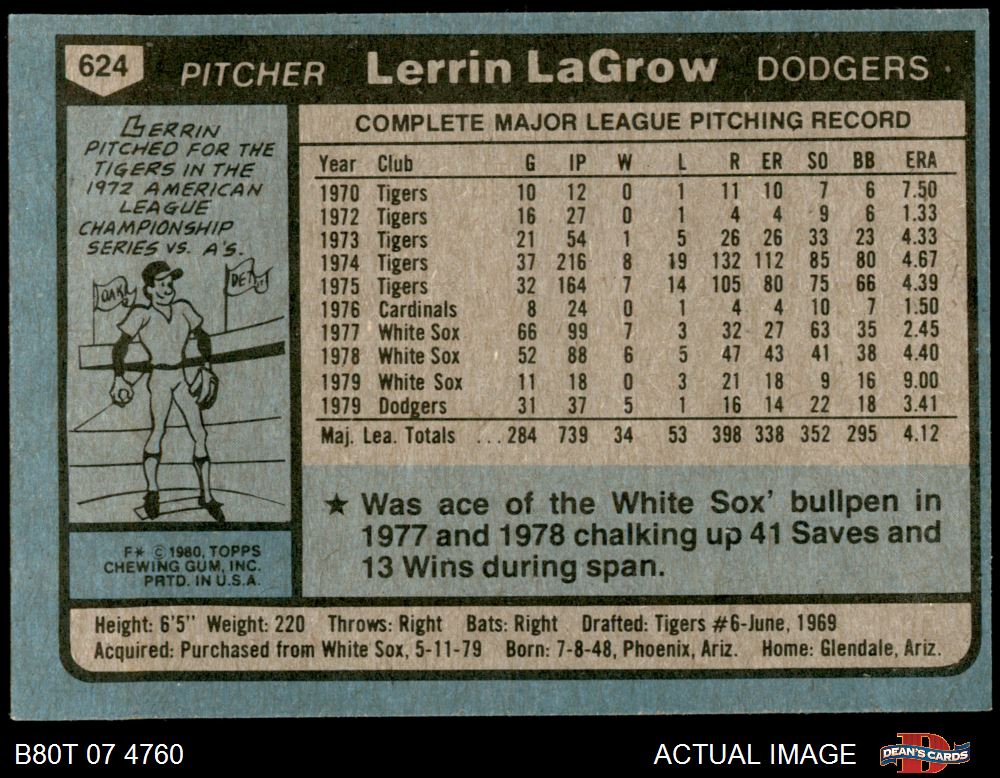 624 PITCHER Lerrin LaGrow DODGERS
LERRIN
PITCHED FOR THE
TIGERS IN THE
1972 AMERICAN
LEAGUE
CHAMPIONSHIP
SERIES VS. A'S.
OAK
DET
F* © 1980, TOPPS
CHEWING GUM, INC.
PRTD. IN U.S.A.
COMPLETE MAJOR LEAGUE PITCHING RECORD
Year Club G IP W L R ER SO BB ERA
1970 Tigers 10 12 0 1 11 10 7 6 7.50
1972 Tigers 16 27 0 1 4 4 9 6 1.33
1973 Tigers 21 54 1 5 26 26 33 23 4.33
1974 Tigers 37 216 8 19 132 112 85 80 4.67
1975 Tigers 32 164 7 14 105 80 75 66 4.39
1976 Cardinals 8 24 0 1 4 4 10 7 1.50
1977 White Sox 66 99 7 3 32 27 63 35 2.45
1978 White Sox 52 88 6 5 47 43 41 38 4.40
1979 White Sox 11 18 0 3 21 18 9 16 9.00
1979 Dodgers 31 37 5 1 16 14 22 18 3.41
Maj. Lea. Totals ...284 739 34 53 398 338 352 295 4.12
★ Was ace of the White Sox' bullpen in
1977 and 1978 chalking up 41 Saves and
13 Wins during span.
Height: 6'5" Weight: 220 Throws: Right Bats: Right Drafted: Tigers #6-June, 1969
Acquired: Purchased from White Sox, 5-11-79 Born: 7-8-48, Phoenix, Ariz. Home: Glendale, Ariz.
B80T 07 4760 ACTUAL IMAGE DEAN'S CARDS